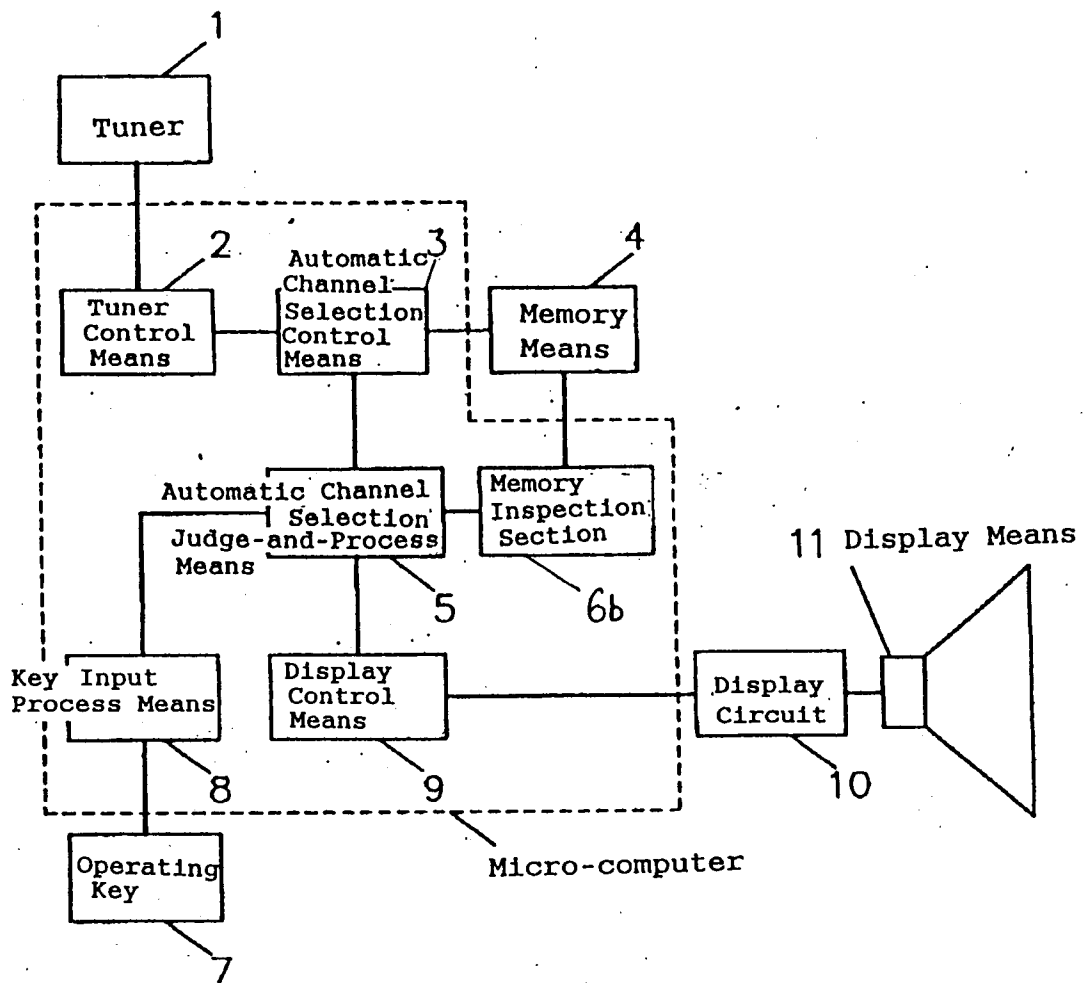 1
Tuner
2
Tuner
Control
Means
3
Automatic
Channel
Selection
Control
Means
4
Memory
Means
Automatic Channel
Selection
Judge-and-Process
Means
5
Memory
Inspection
Section
6b
11 Display Means
Key Input
Process Means
8
Display
Control
Means
9
Display
Circuit
10
Operating
Key
7
Micro-computer